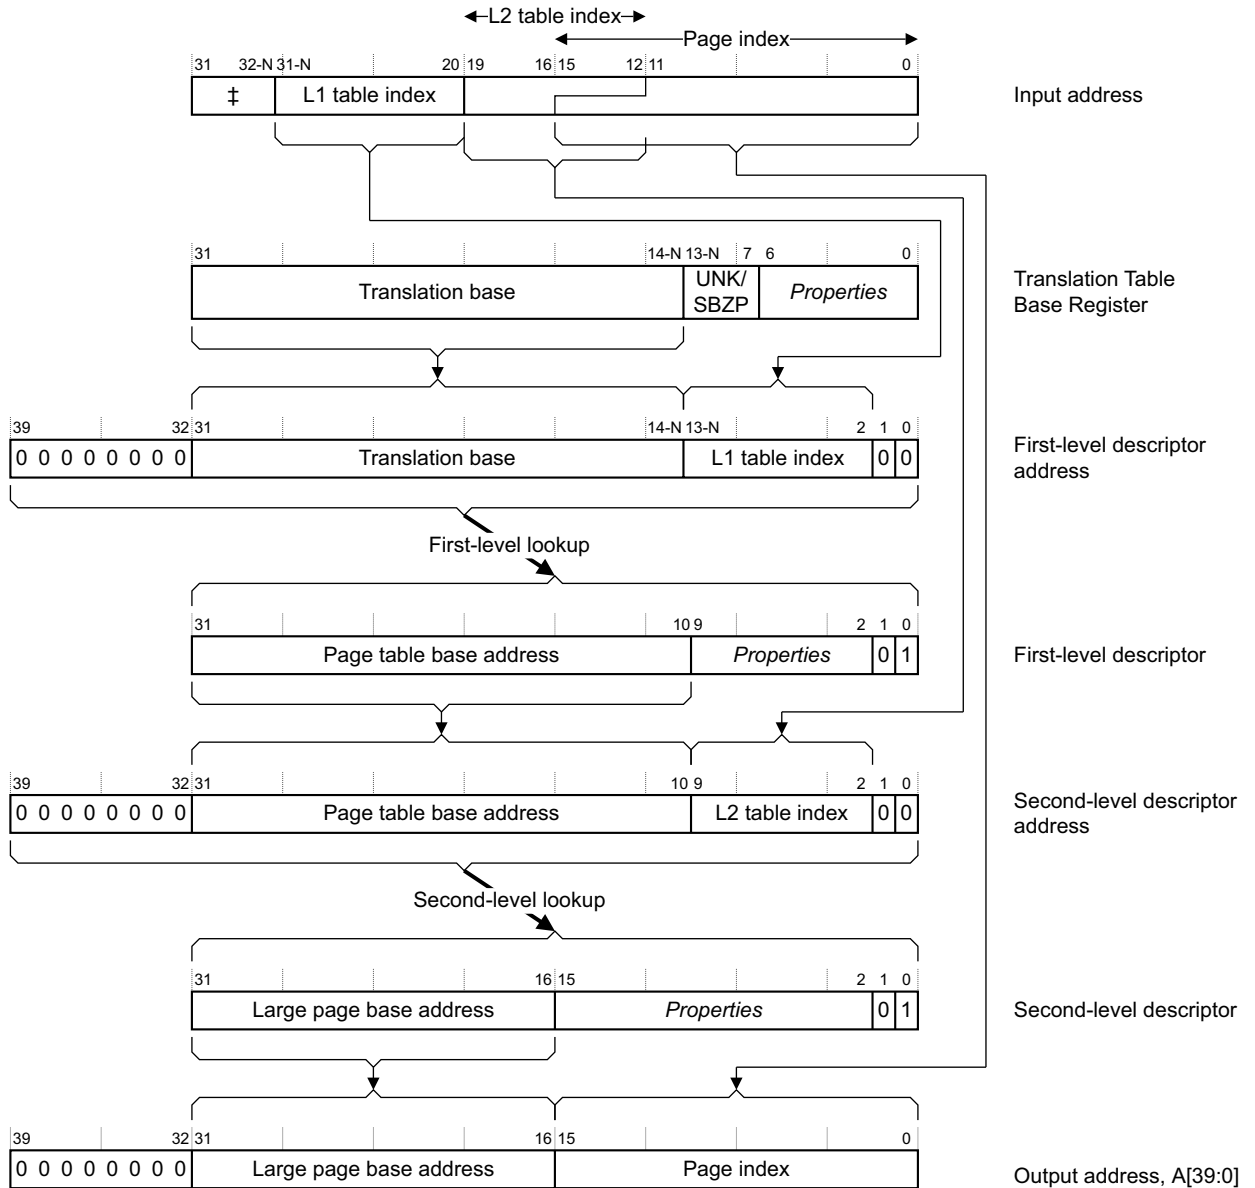 L2 table index
Page index
31 32-N 31-N 20 19 16 15 12 11 0
‡ L1 table index
Input address
31 14-N 13-N 7 6 0
Translation base UNK/ SBZP Properties
Translation Table
Base Register
39 32 31 14-N 13-N 2 1 0
0 0 0 0 0 0 0 0 Translation base L1 table index 0 0
First-level descriptor
address
First-level lookup
31 10 9 2 1 0
Page table base address Properties 0 1
First-level descriptor
39 32 31 10 9 2 1 0
0 0 0 0 0 0 0 0 Page table base address L2 table index 0 0
Second-level descriptor
address
Second-level lookup
31 16 15 2 1 0
Large page base address Properties 0 1
Second-level descriptor
39 32 31 16 15 0
0 0 0 0 0 0 0 0 Large page base address Page index
Output address, A[39:0]